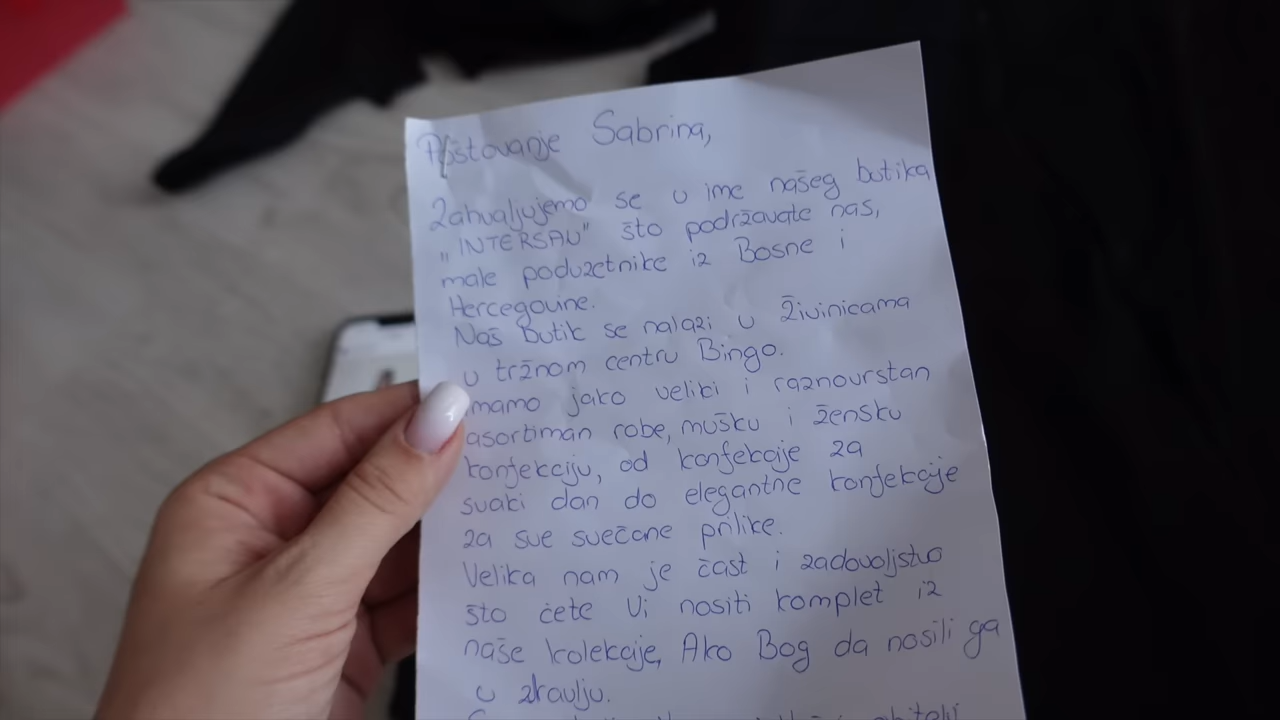 Poštovanje Sabrina,
Zahvaljujemo se u ime našeg butika
„INTERSAU" što podržavate nas,
male poduzetnike iz Bosne i
Hercegovine.
Naš butik se nalazi u Živinicama
u tržnom centru Bingo.
imamo jako veliki i raznovrstan
asortiman robe, mušku i žensku
konfekciju, od konfekcije za
svaki dan do elegantne konfekcije
za sve svečane prilike.
Velika nam je čast i zadovoljstvo
što ćete Vi nositi komplet iz
naše kolekcije, Ako Bog da nosili ga
u zdravlju.